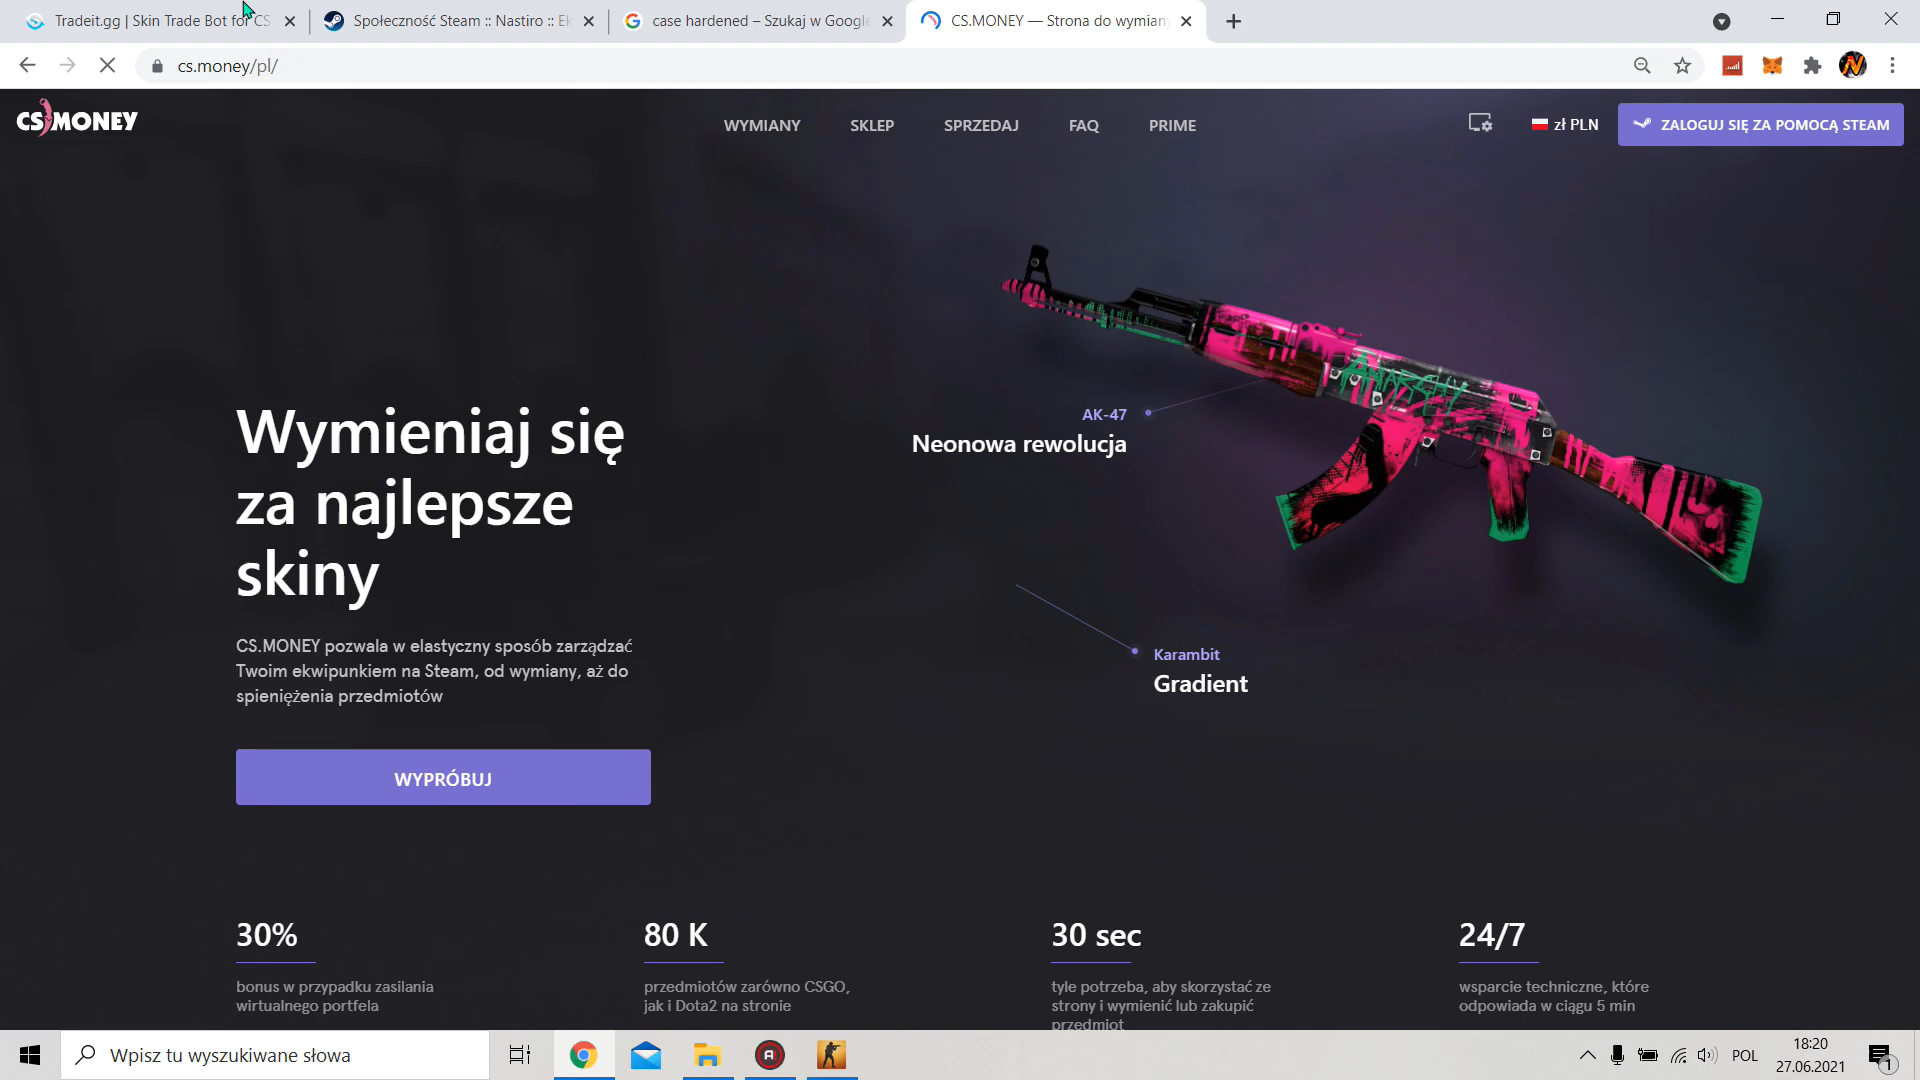 Tradeit.gg | Skin Trade Bot for CS
Społeczność Steam :: Nastiro :: Ek
case hardened – Szukaj w Google
CS.MONEY — Strona do wymian
cs.money/pl/
CS MONEY
WYMIANY
SKLEP
SPRZEDAJ
FAQ
PRIME
zł PLN
ZALOGUJ SIĘ ZA POMOCĄ STEAM
ANARCHY
AK-47
Neonowa rewolucja
Wymieniaj się
za najlepsze
skiny
Karambit
Gradient
CS.MONEY pozwala w elastyczny sposób zarządzać
Twoim ekwipunkiem na Steam, od wymiany, aż do
spieniężenia przedmiotów
WYPRÓBUJ
30%
bonus w przypadku zasilania
wirtualnego portfela
80 K
przedmiotów zarówno CSGO,
jak i Dota2 na stronie
30 sec
tyle potrzeba, aby skorzystać ze
strony i wymienić lub zakupić
przedmiot
24/7
wsparcie techniczne, które
odpowiada w ciągu 5 min
Wpisz tu wyszukiwane słowa
POL
18:20
27.06.2021
1